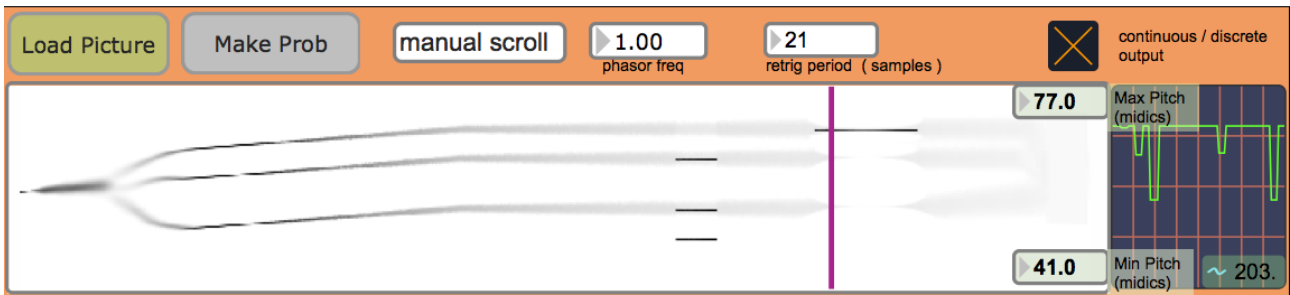 Load Picture
Make Prob
manual scroll
1.00
phasor freq
21
retrig period ( samples )
continuous / discrete
output
77.0
Max Pitch
(midics)
41.0
Min Pitch
(midics)
~ 203.